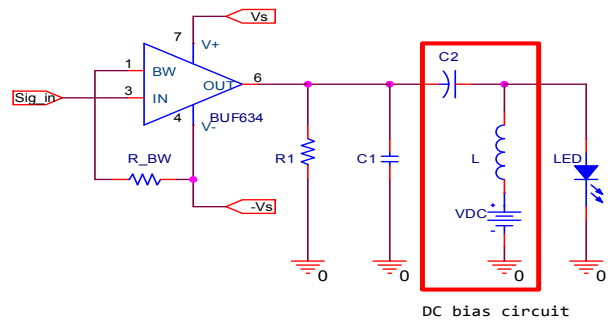 Vs
7
V+
1
BW
OUT
6
3
IN
Sig_in
BUF634
4
V-
R_BW
-Vs
R1
C1
C2
L
LED
VDC
+
-
0
0
0
0
DC bias circuit